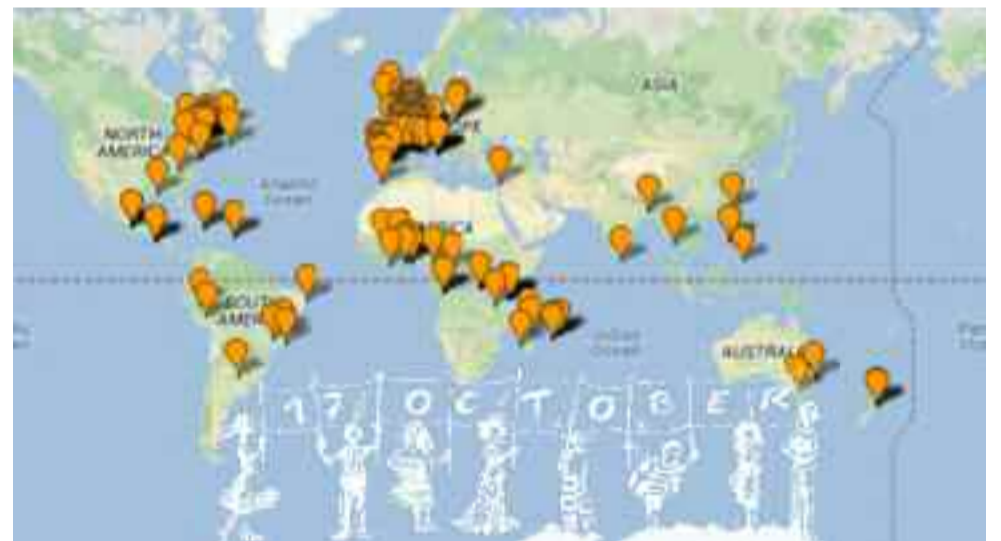 ASIA
NORTH
AMERICA
Atlantic
Ocean
AFRICA
SOUTH
AMERICA
Indian
Ocean
AUSTRALIA
17 OCTOBER